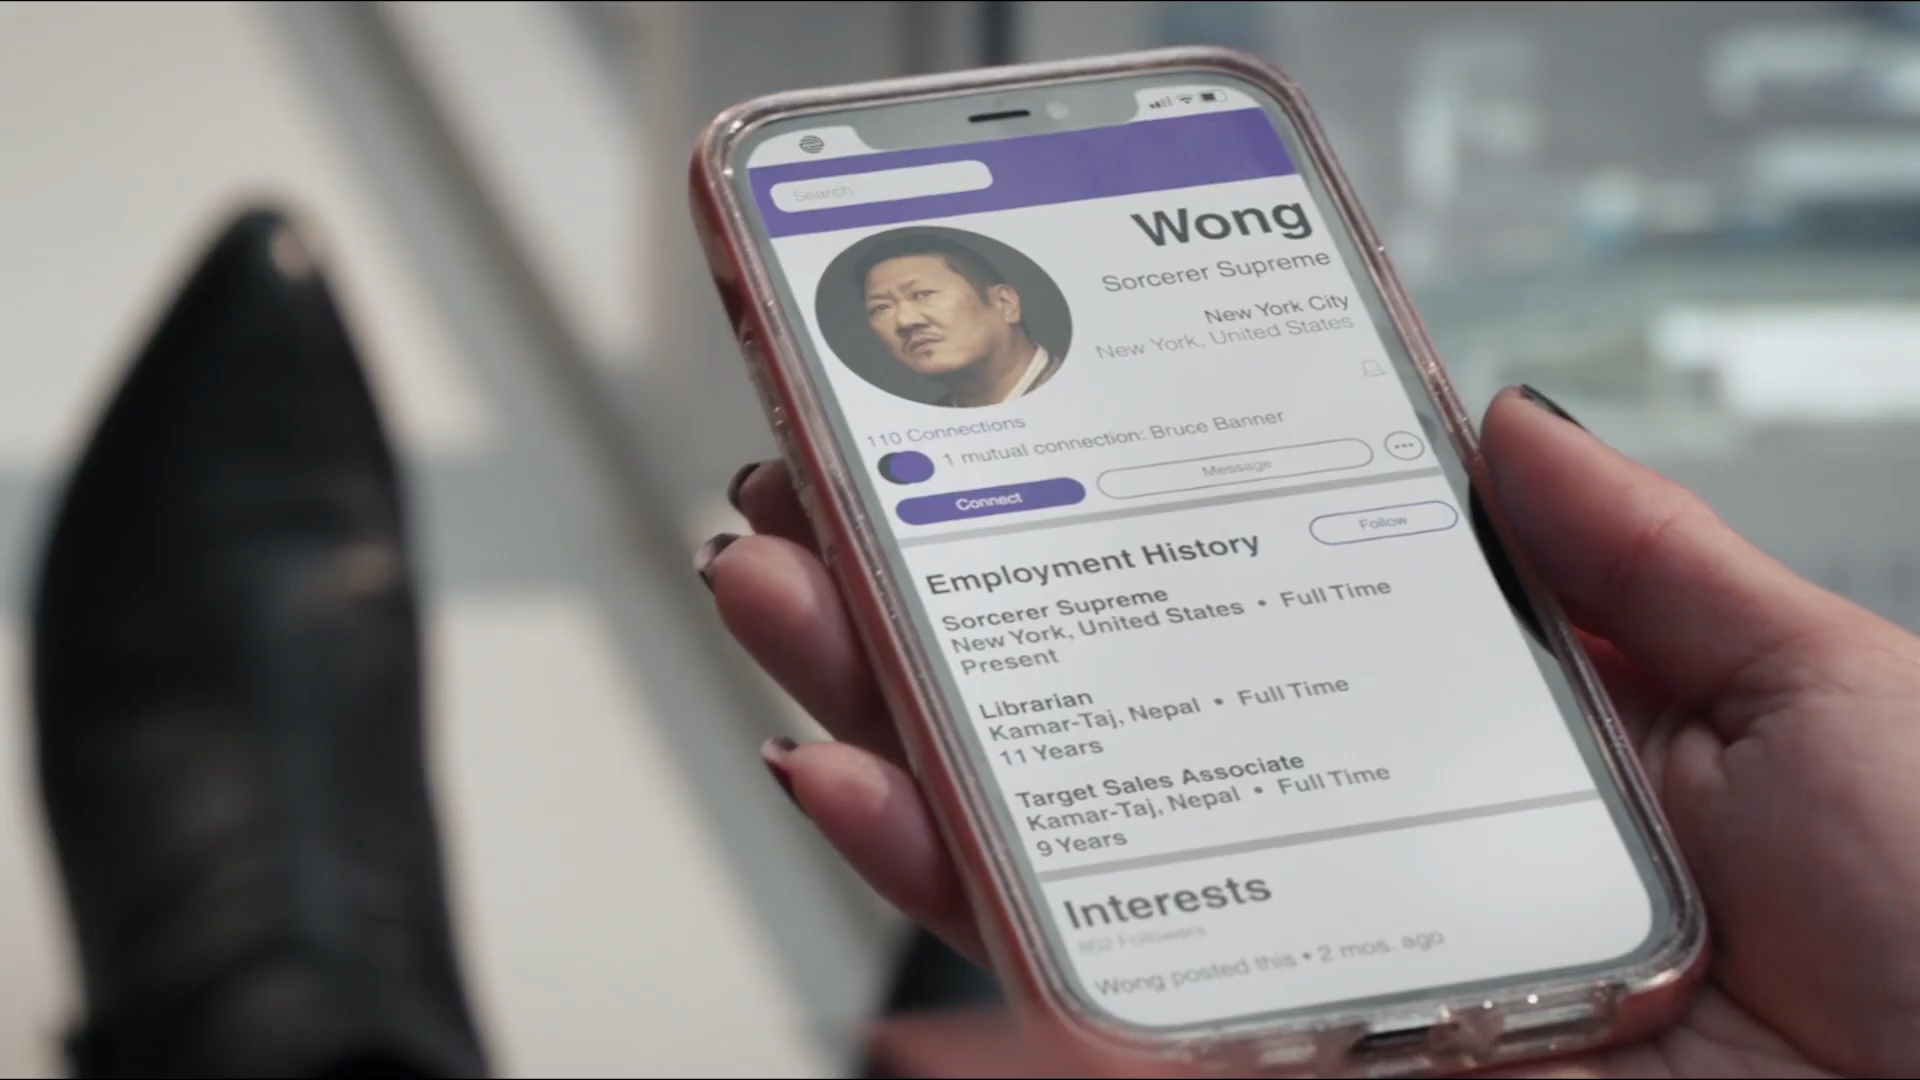 Search
Wong
Sorcerer Supreme
New York City
New York, United States
110 Connections
1 mutual connection: Bruce Banner
Connect
Message
Follow
Employment History
Sorcerer Supreme
New York, United States • Full Time
Present
Librarian
Kamar-Taj, Nepal • Full Time
11 Years
Target Sales Associate
Kamar-Taj, Nepal • Full Time
9 Years
Interests
802 Followers
Wong posted this • 2 mos. ago